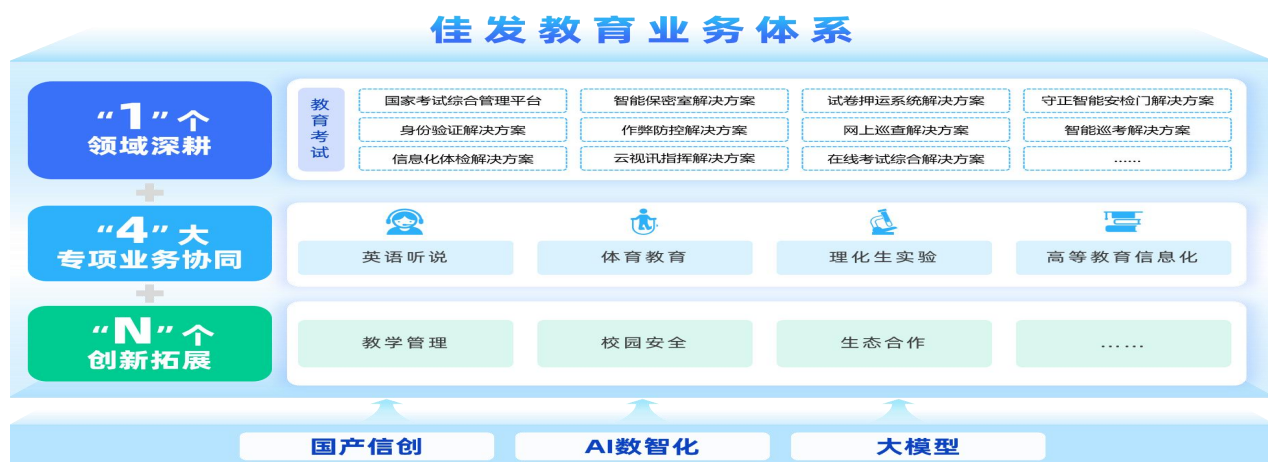 佳发教育业务体系
“1”个
领域深耕
教育考试
国家考试综合管理平台
智能保密室解决方案
试卷押运系统解决方案
守正智能安检门解决方案
身份验证解决方案
作弊防控解决方案
网上巡查解决方案
智能巡考解决方案
信息化体检解决方案
云视讯指挥解决方案
在线考试综合解决方案
……
“4”大
专项业务协同
英语听说
体育教育
理化生实验
高等教育信息化
“N”个
创新拓展
教学管理
校园安全
生态合作
……
国产信创
AI数智化
大模型